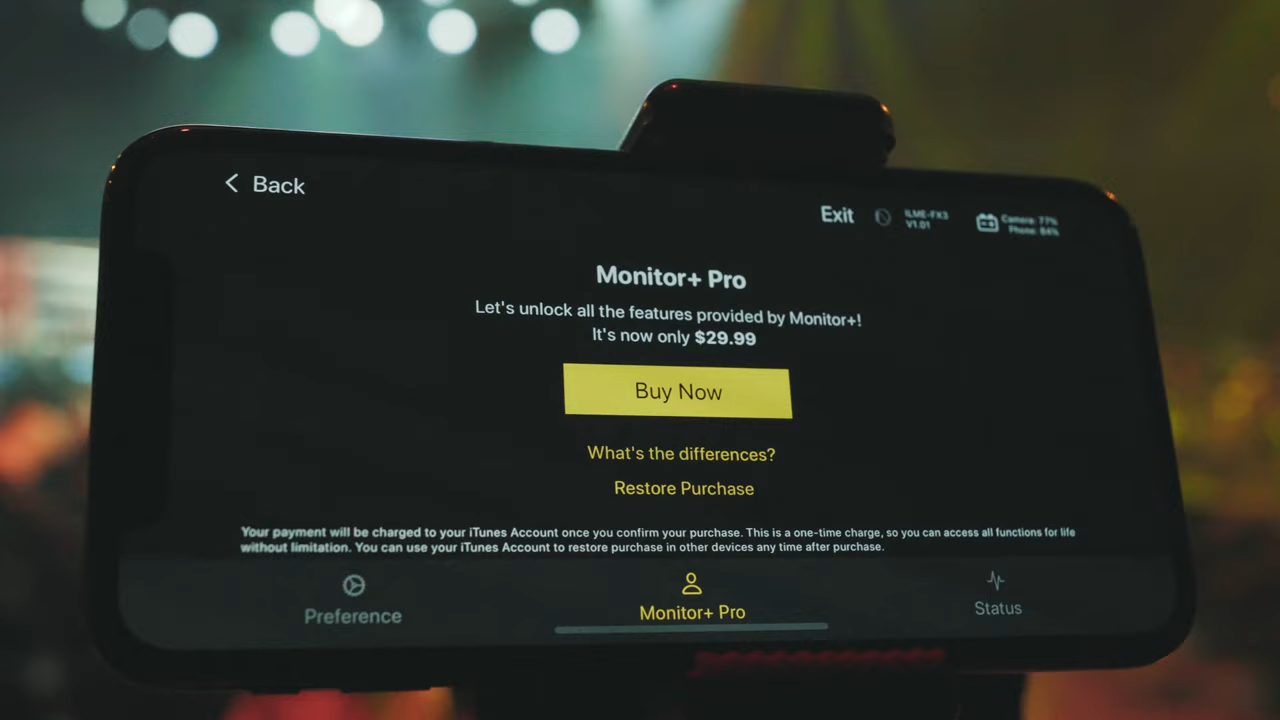 Back
Exit
ILME-FX3
V1.01
Camera: 77%
Phone: 84%
Monitor+ Pro
Let's unlock all the features provided by Monitor+!
It's now only $29.99
Buy Now
What's the differences?
Restore Purchase
Your payment will be charged to your iTunes Account once you confirm your purchase. This is a one-time charge, so you can access all functions for life
without limitation. You can use your iTunes Account to restore purchase in other devices any time after purchase.
Preference
Monitor+ Pro
Status